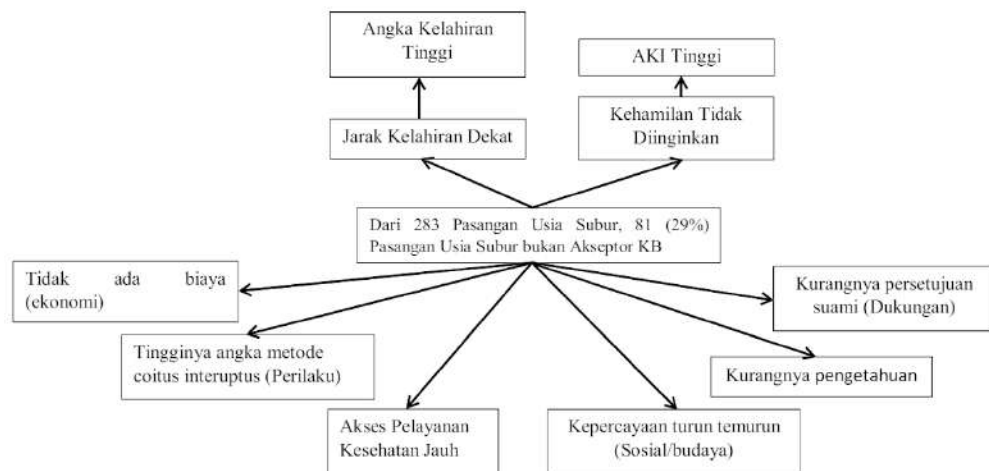 Angka Kelahiran
Tinggi
AKI Tinggi
Jarak Kelahiran Dekat
Kehamilan Tidak
Diinginkan
Dari 283 Pasangan Usia Subur, 81 (29%)
Pasangan Usia Subur bukan Akseptor KB
Tidak ada biaya
(ekonomi)
Kurangnya persetujuan
suami (Dukungan)
Tingginya angka metode
coitus interuptus (Perilaku)
Kurangnya pengetahuan
Akses Pelayanan
Kesehatan Jauh
Kepercayaan turun temurun
(Sosial/budaya)